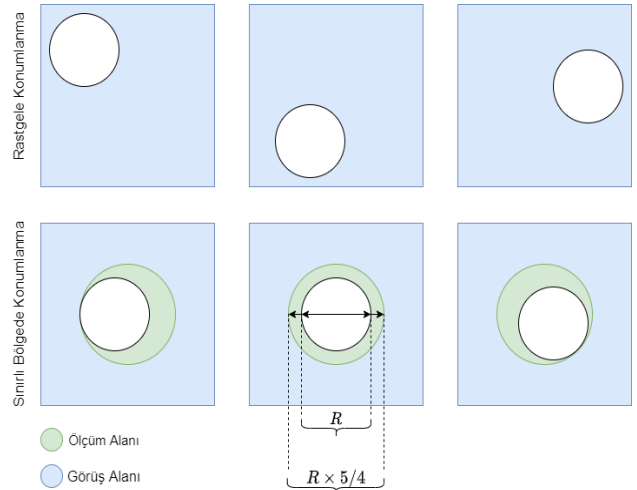 Rastgele Konumlanma
Sınırlı Bölgede Konumlanma
R
R × 5/4
Ölçüm Alanı
Görüş Alanı